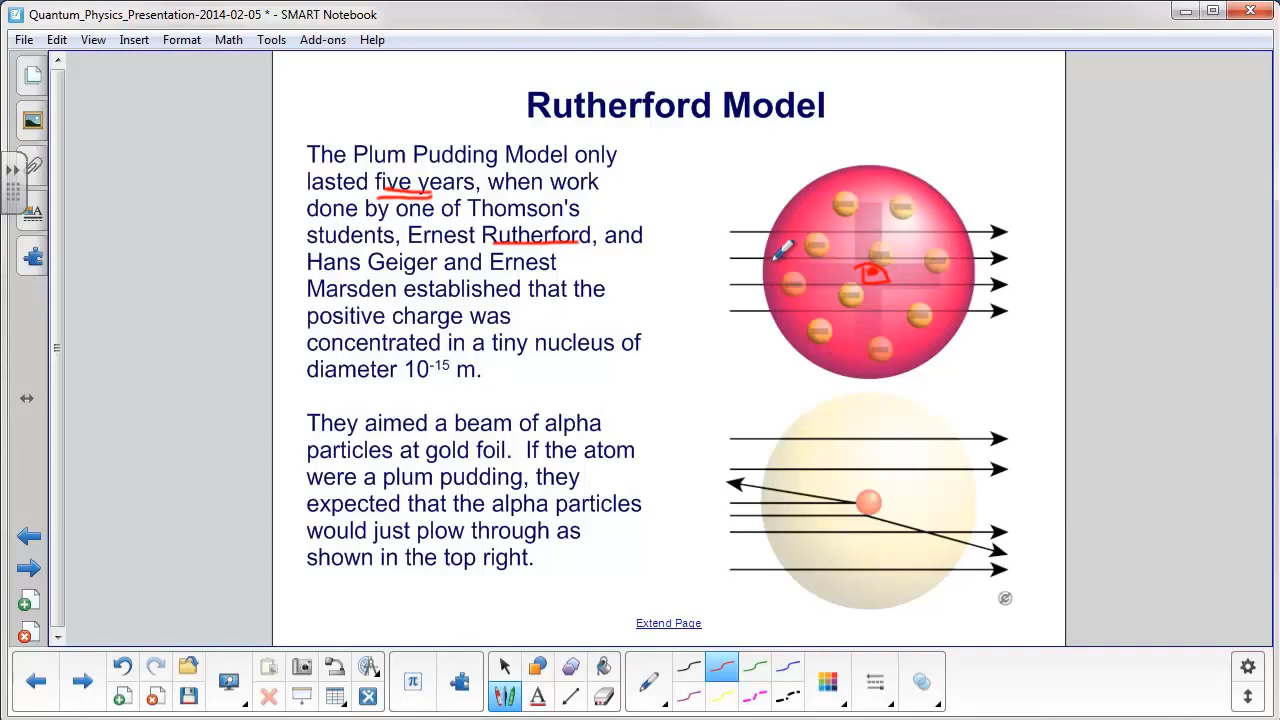 Quantum_Physics_Presentation-2014-02-05 * - SMART Notebook
File Edit View Insert Format Math Tools Add-ons Help
Rutherford Model
The Plum Pudding Model only
lasted five years, when work
done by one of Thomson's
students, Ernest Rutherford, and
Hans Geiger and Ernest
Marsden established that the
positive charge was
concentrated in a tiny nucleus of
diameter 10⁻¹⁵ m.
They aimed a beam of alpha
particles at gold foil.  If the atom
were a plum pudding, they
expected that the alpha particles
would just plow through as
shown in the top right.
Extend Page
π
A